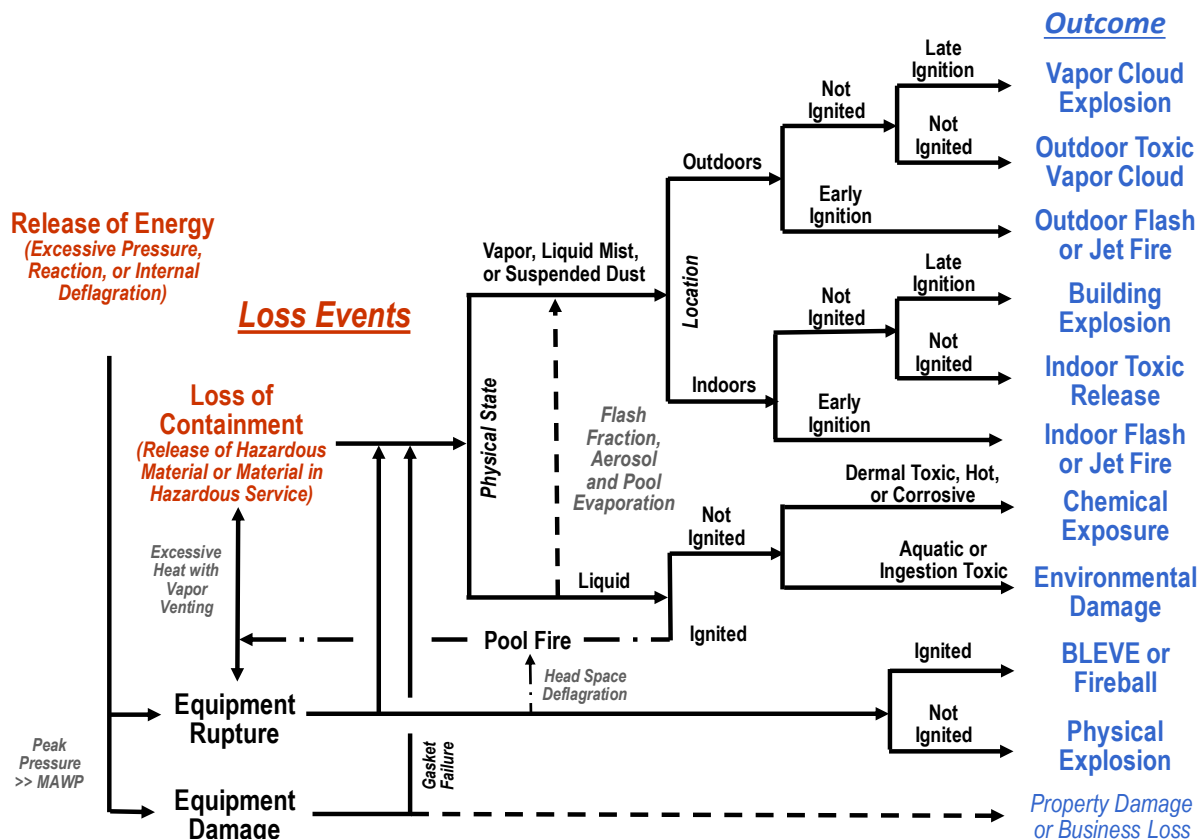 Outcome
Late
Ignition
Vapor Cloud
Explosion
Not
Ignited
Not
Ignited
Outdoor Toxic
Vapor Cloud
Outdoors
Early
Ignition
Outdoor Flash
or Jet Fire
Release of Energy
(Excessive Pressure,
Reaction, or Internal
Deflagration)
Vapor, Liquid Mist,
or Suspended Dust
Location
Late
Ignition
Building
Explosion
Loss Events
Not
Ignited
Not
Ignited
Indoor Toxic
Release
Indoors
Early
Ignition
Indoor Flash
or Jet Fire
Loss of
Containment
(Release of Hazardous
Material or Material in
Hazardous Service)
Physical State
Flash
Fraction,
Aerosol
and Pool
Evaporation
Dermal Toxic, Hot,
or Corrosive
Chemical
Exposure
Not
Ignited
Aquatic or
Ingestion Toxic
Environmental
Damage
Excessive
Heat with
Vapor
Venting
Liquid
Pool Fire
Ignited
Head Space
Deflagration
Ignited
BLEVE or
Fireball
Equipment
Rupture
Not
Ignited
Physical
Explosion
Peak
Pressure
>> MAWP
Gasket
Failure
Equipment
Damage
Property Damage
or Business Loss